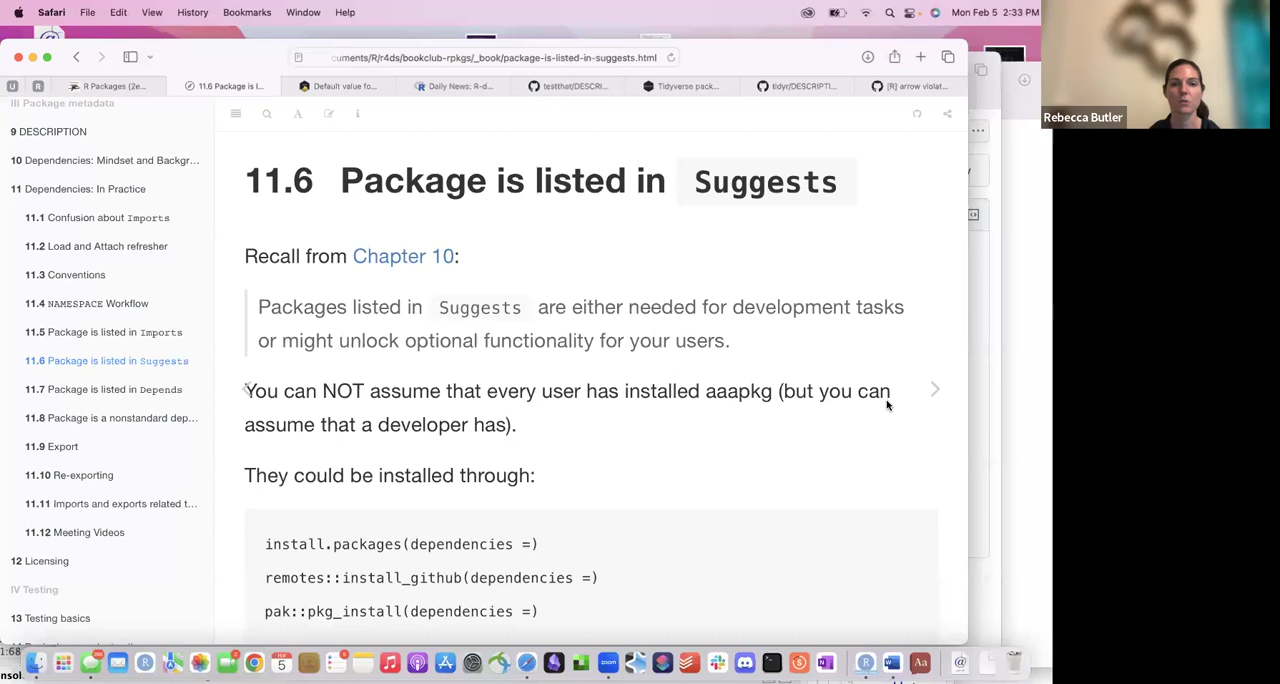 Safari File Edit View History Bookmarks Window Help Mon Feb 5 2:33 PM
Rebecca Butler
cuments/R/r4ds/bookclub-rpkgs/_book/package-is-listed-in-suggests.html
U R R Packages (2e... 11.6 Package is l... Default value fo... Daily News: R-d... testthat/DESCRI... Tidyverse pack... tidyr/DESCRIPTI... [R] arrow violat...
III Package metadata
9 DESCRIPTION
10 Dependencies: Mindset and Backgr...
11 Dependencies: In Practice
11.1 Confusion about Imports
11.2 Load and Attach refresher
11.3 Conventions
11.4 NAMESPACE Workflow
11.5 Package is listed in Imports
11.6 Package is listed in Suggests
11.7 Package is listed in Depends
11.8 Package is a nonstandard dep...
11.9 Export
11.10 Re-exporting
11.11 Imports and exports related t...
11.12 Meeting Videos
12 Licensing
IV Testing
13 Testing basics
11.6 Package is listed in Suggests
Recall from Chapter 10:
Packages listed in Suggests are either needed for development tasks
or might unlock optional functionality for your users.
You can NOT assume that every user has installed aaapkg (but you can
assume that a developer has).
They could be installed through:
install.packages(dependencies =)
remotes::install_github(dependencies =)
pak::pkg_install(dependencies =)